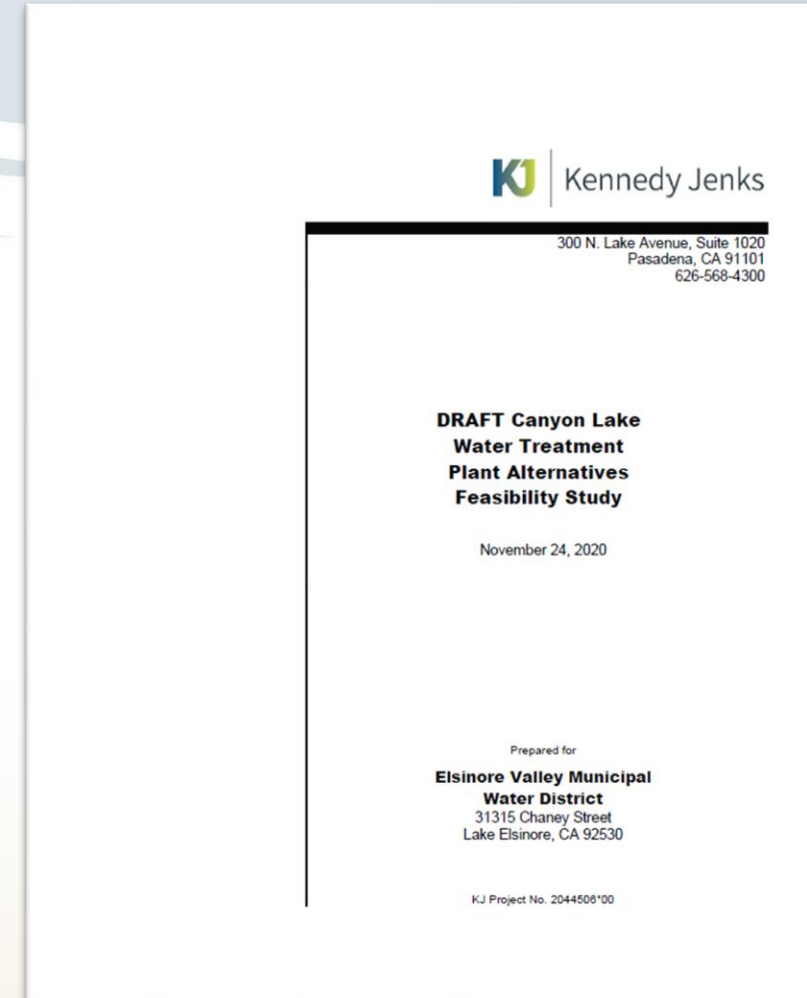 KJ Kennedy Jenks
300 N. Lake Avenue, Suite 1020
Pasadena, CA 91101
626-568-4300
DRAFT Canyon Lake
Water Treatment
Plant Alternatives
Feasibility Study
November 24, 2020
Prepared for
Elsinore Valley Municipal
Water District
31315 Chaney Street
Lake Elsinore, CA 92530
KJ Project No. 2044506*00